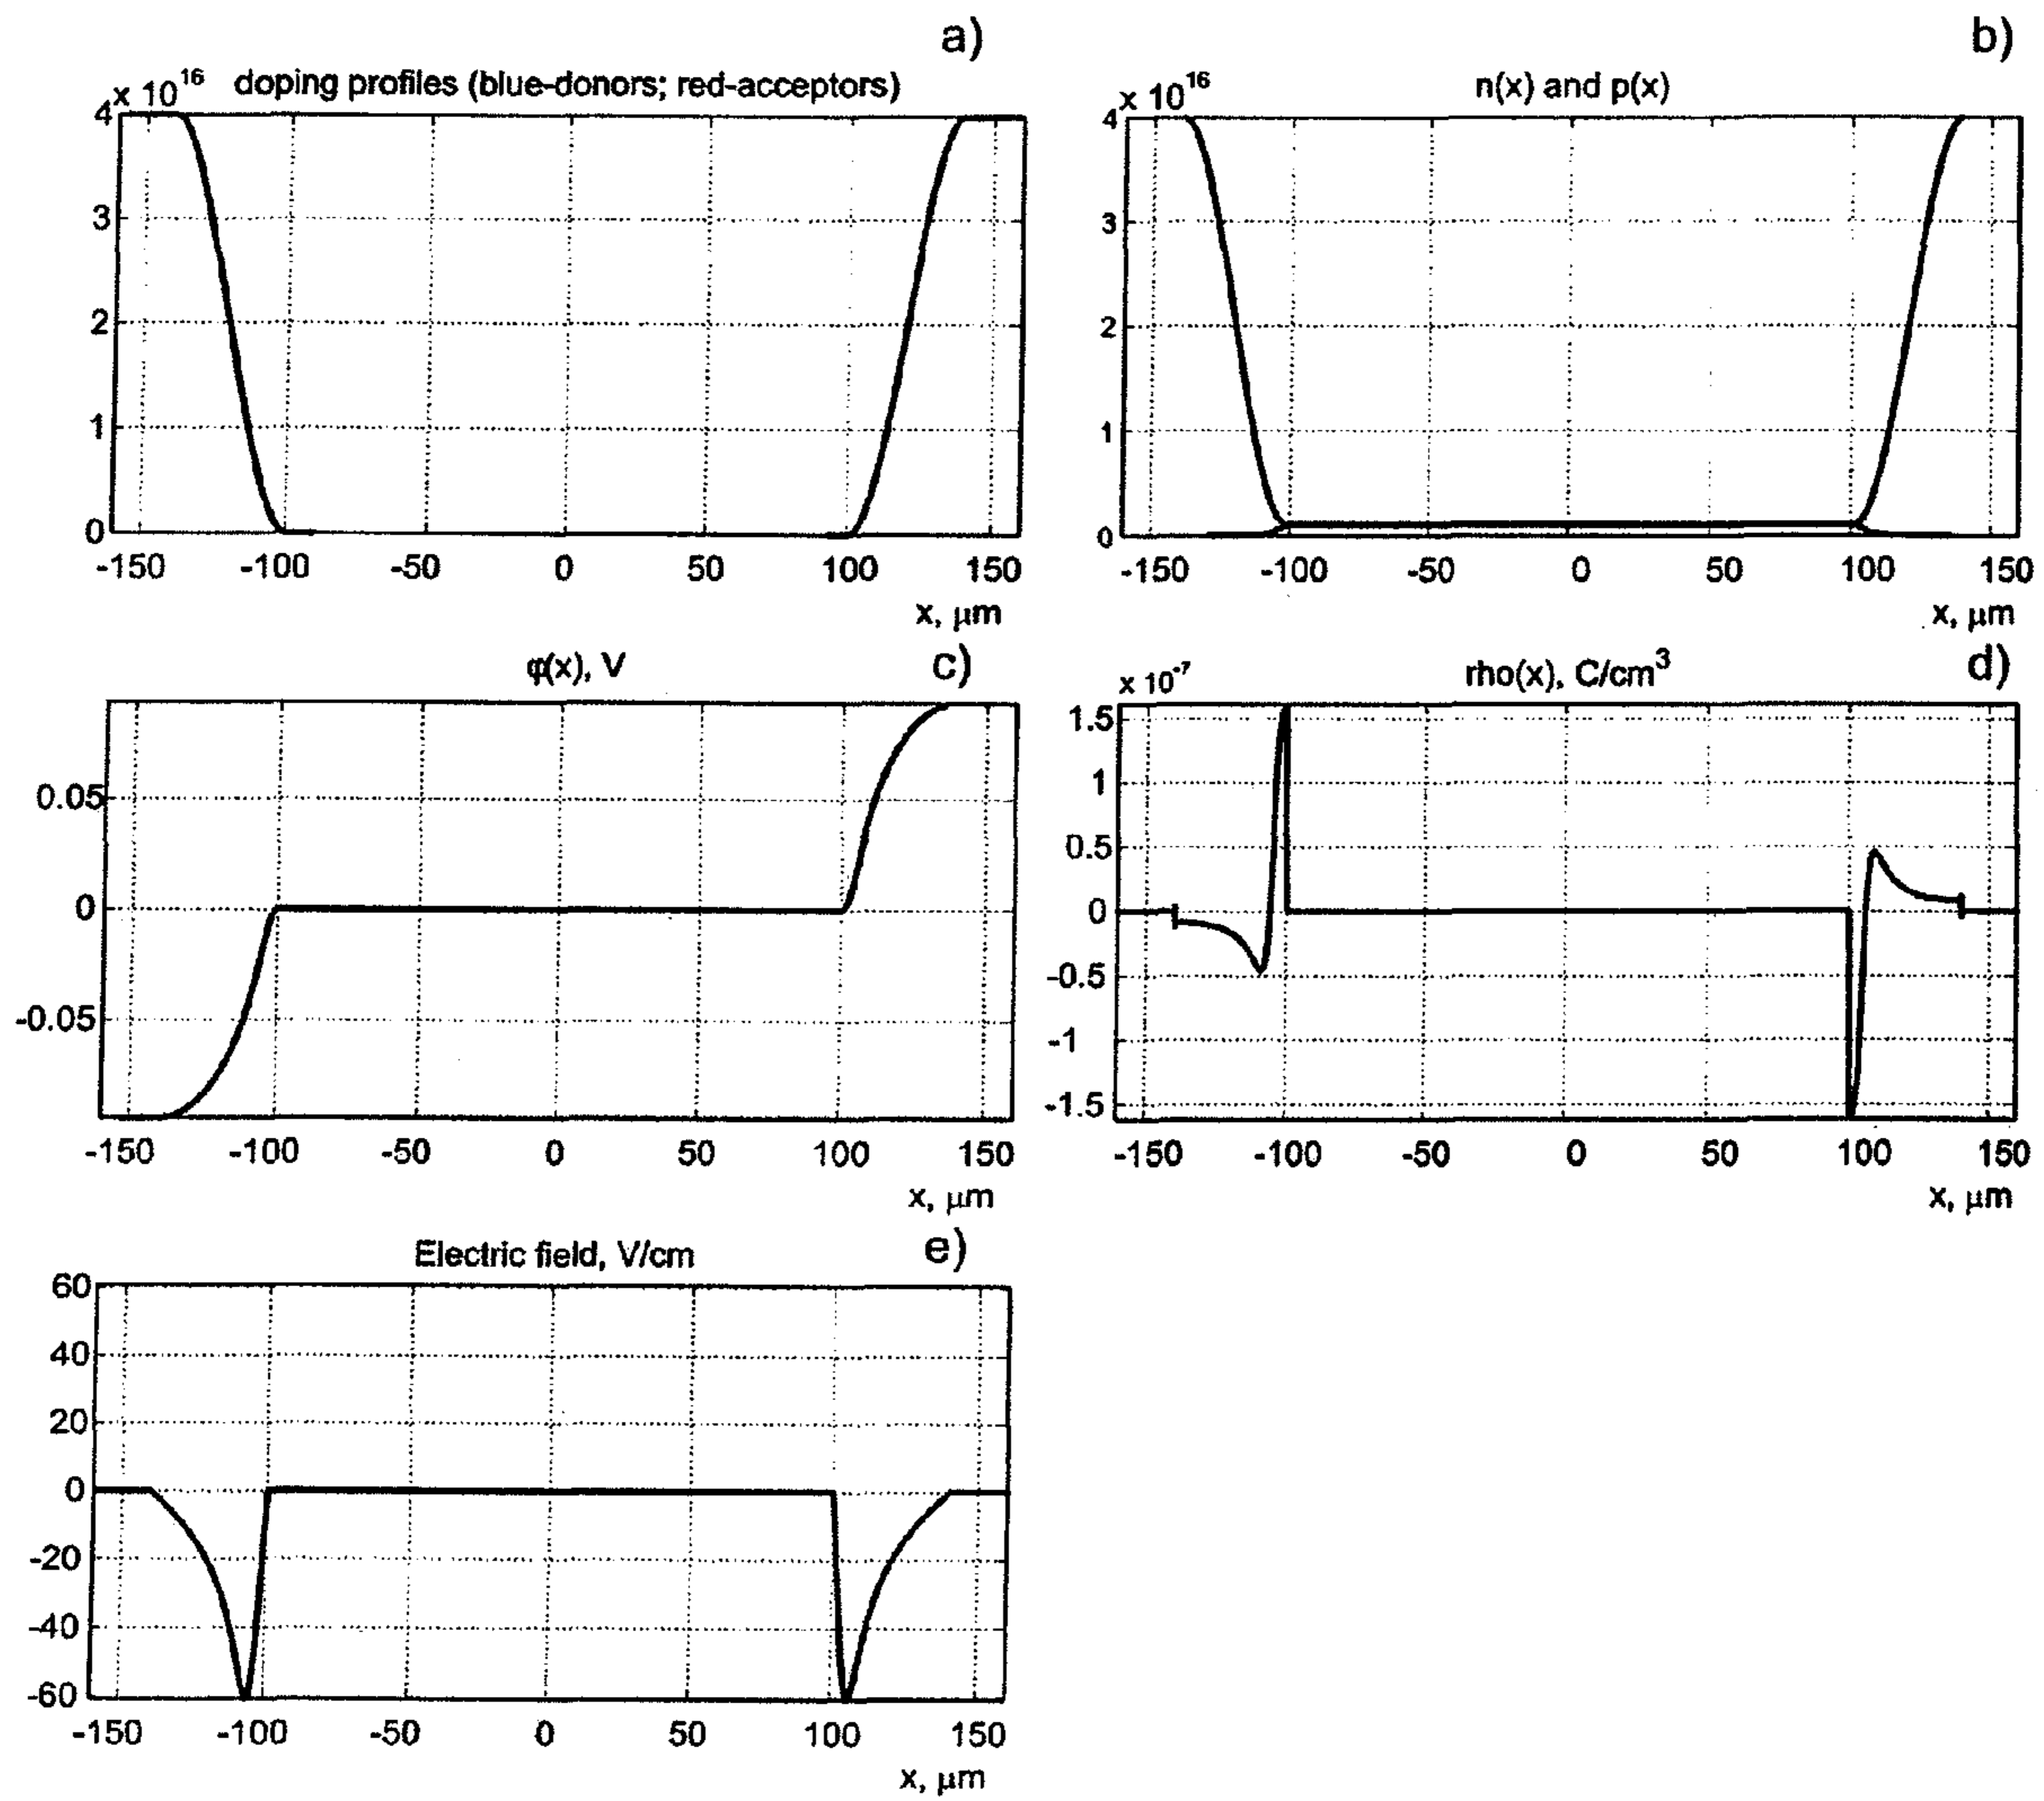 a)
x 10^16 doping profiles (blue-donors; red-acceptors)
4
3
2
1
0
-150 -100 -50 0 50 100 150
x, μm
b)
x 10^16 n(x) and p(x)
4
3
2
1
0
-150 -100 -50 0 50 100 150
x, μm
φ(x), V c)
0.05
0
-0.05
-150 -100 -50 0 50 100 150
x, μm
x 10^-7 rho(x), C/cm^3 d)
1.5
1
0.5
0
-0.5
-1
-1.5
-150 -100 -50 0 50 100 150
x, μm
Electric field, V/cm e)
60
40
20
0
-20
-40
-60
-150 -100 -50 0 50 100 150
x, μm